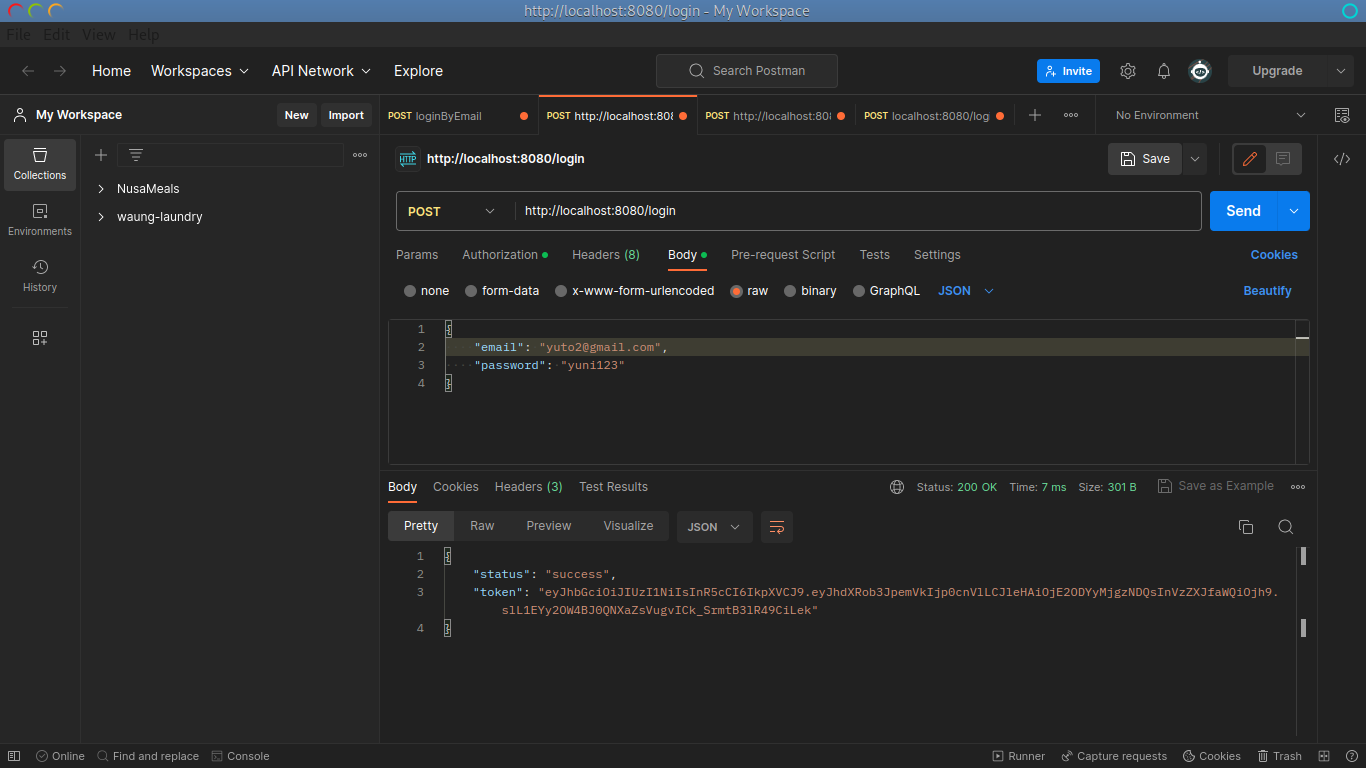 http://localhost:8080/login - My Workspace
File Edit View Help
Home Workspaces API Network Explore Search Postman Invite Upgrade
My Workspace New Import
POST loginByEmail POST http://localhost:808 POST http://localhost:808 POST localhost:8080/logi No Environment
Collections
Environments
History
NusaMeals
waung-laundry
HTTP http://localhost:8080/login Save
POST http://localhost:8080/login Send
Params Authorization Headers (8) Body Pre-request Script Tests Settings Cookies
none form-data x-www-form-urlencoded raw binary GraphQL JSON Beautify
1 {
2 "email": "yuto2@gmail.com",
3 "password": "yuni123"
4 }
Body Cookies Headers (3) Test Results Status: 200 OK Time: 7 ms Size: 301 B Save as Example
Pretty Raw Preview Visualize JSON
1 {
2 "status": "success",
3 "token": "eyJhbGciOiJIUzI1NiIsInR5cCI6IkpXVCJ9.eyJhdXRob3JpemVkIjp0cnVlLCJleHAiOjE2ODYyMjgzNDQsInVzZXJfaWQiOjh9.
slL1EYy2OW4BJ0QNXaZsVugvICk_SrmtB3lR49CiLek"
4 }
Online Find and replace Console Runner Capture requests Cookies Trash